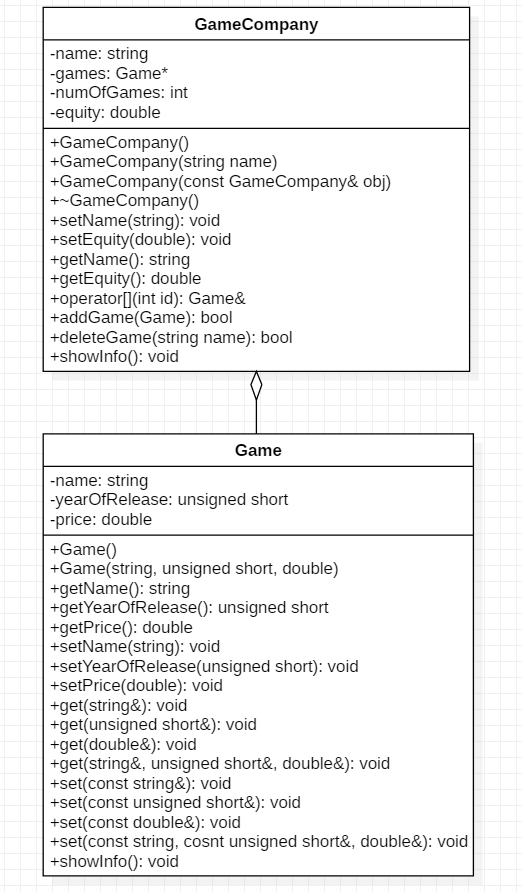 GameCompany
-name: string
-games: Game*
-numOfGames: int
-equity: double
+GameCompany()
+GameCompany(string name)
+GameCompany(const GameCompany& obj)
+~GameCompany()
+setName(string): void
+setEquity(double): void
+getName(): string
+getEquity(): double
+operator[](int id): Game&
+addGame(Game): bool
+deleteGame(string name): bool
+showInfo(): void
Game
-name: string
-yearOfRelease: unsigned short
-price: double
+Game()
+Game(string, unsigned short, double)
+getName(): string
+getYearOfRelease(): unsigned short
+getPrice(): double
+setName(string): void
+setYearOfRelease(unsigned short): void
+setPrice(double): void
+get(string&): void
+get(unsigned short&): void
+get(double&): void
+get(string&, unsigned short&, double&): void
+set(const string&): void
+set(const unsigned short&): void
+set(const double&): void
+set(const string, cosnt unsigned short&, double&): void
+showInfo(): void